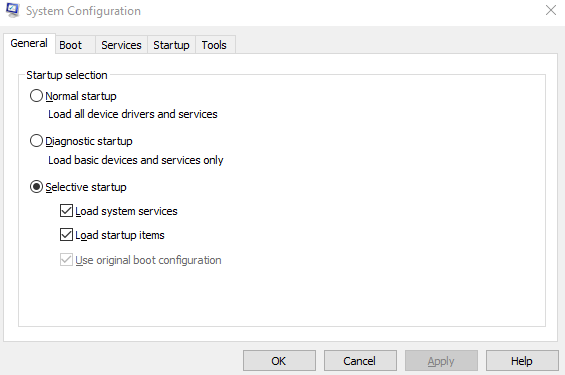 System Configuration
General Boot Services Startup Tools
Startup selection
Normal startup
Load all device drivers and services
Diagnostic startup
Load basic devices and services only
Selective startup
Load system services
Load startup items
Use original boot configuration
OK Cancel Apply Help